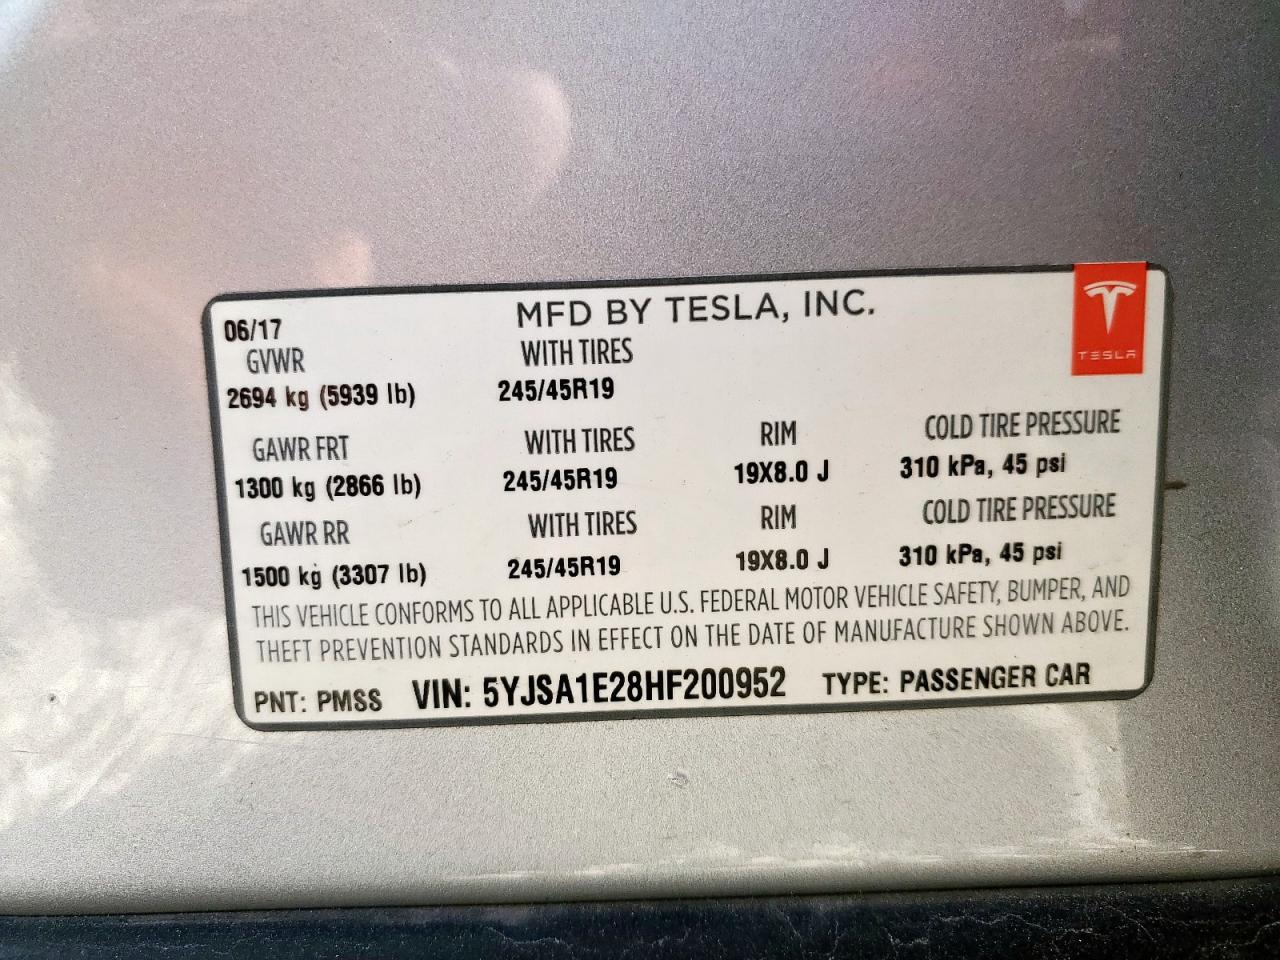 06/17 MFD BY TESLA, INC.
TESLA
GVWR WITH TIRES
2694 kg (5939 lb) 245/45R19
GAWR FRT WITH TIRES RIM COLD TIRE PRESSURE
1300 kg (2866 lb) 245/45R19 19X8.0 J 310 kPa, 45 psi
GAWR RR WITH TIRES RIM COLD TIRE PRESSURE
1500 kg (3307 lb) 245/45R19 19X8.0 J 310 kPa, 45 psi
THIS VEHICLE CONFORMS TO ALL APPLICABLE U.S. FEDERAL MOTOR VEHICLE SAFETY, BUMPER, AND
THEFT PREVENTION STANDARDS IN EFFECT ON THE DATE OF MANUFACTURE SHOWN ABOVE.
PNT: PMSS VIN: 5YJSA1E28HF200952 TYPE: PASSENGER CAR